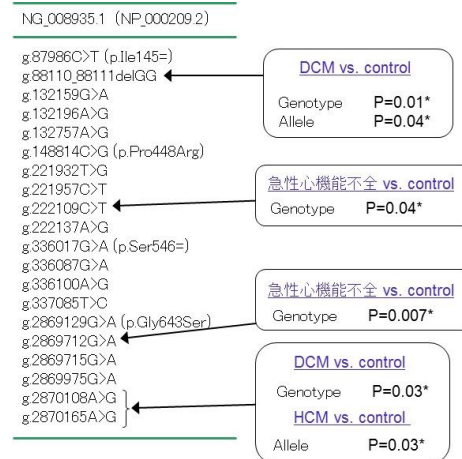 NG_008935.1 (NP_000209.2)
g.87986C>T (p.Ile145=)
g.88110_88111delGG
g.132159G>A
g.132196A>G
g.132757A>G
g.148814C>G (p.Pro448Arg)
g.221932T>G
g.221957C>T
g.222109C>T
g.222137A>G
g.336017G>A (p.Ser546=)
g.336087G>A
g.336100A>G
g.337085T>C
g.2869129G>A (p.Gly643Ser)
g.2869712G>A
g.2869715G>A
g.2869975G>A
g.2870108A>G
g.2870165A>G
DCM vs. control
Genotype P=0.01*
Allele P=0.04*
急性心機能不全 vs. control
Genotype P=0.04*
急性心機能不全 vs. control
Genotype P=0.007*
DCM vs. control
Genotype P=0.03*
HCM vs. control
Allele P=0.03*